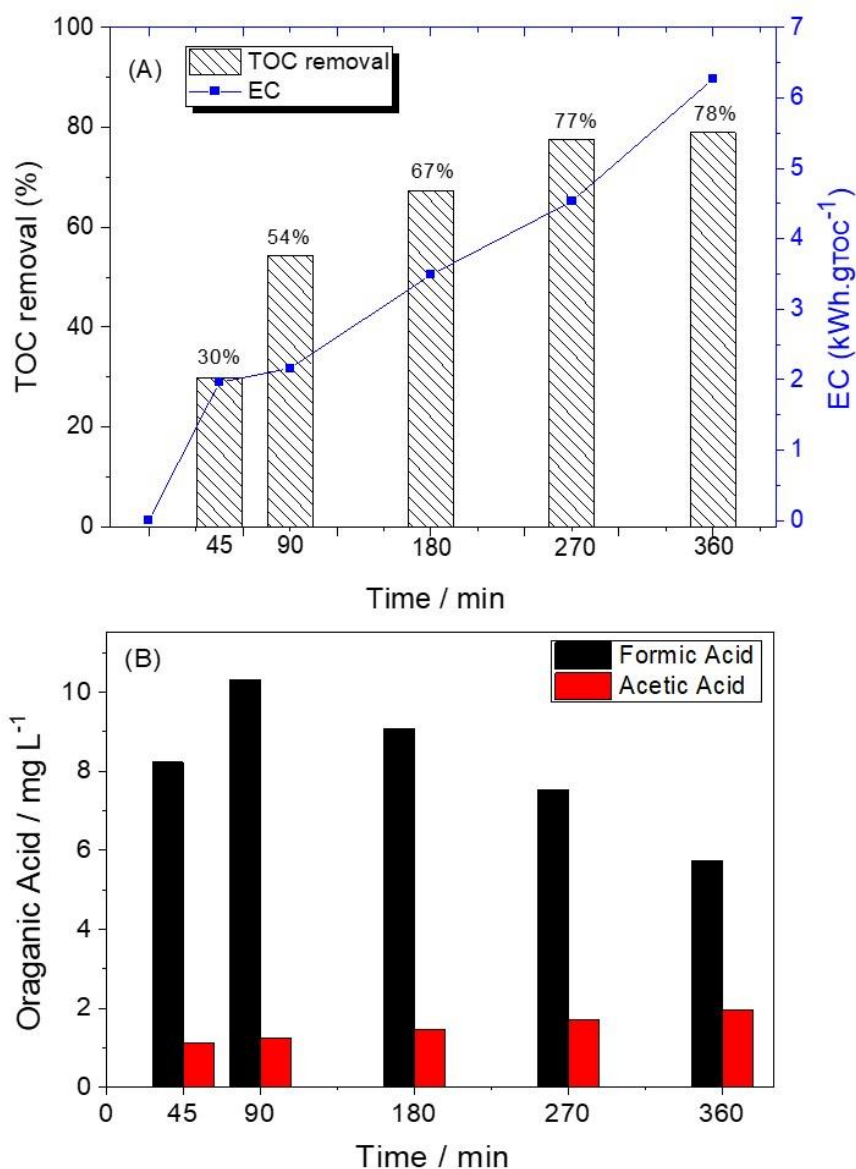 (A)
TOC removal
EC
TOC removal (%)
100
80
60
40
20
0
30%
54%
67%
77%
78%
7
6
5
4
3
2
1
0
EC (kWh.gTOC⁻¹)
45 90 180 270 360
Time / min
(B)
Formic Acid
Acetic Acid
Oraganic Acid / mg L⁻¹
10
8
6
4
2
0
0 45 90 180 270 360
Time / min